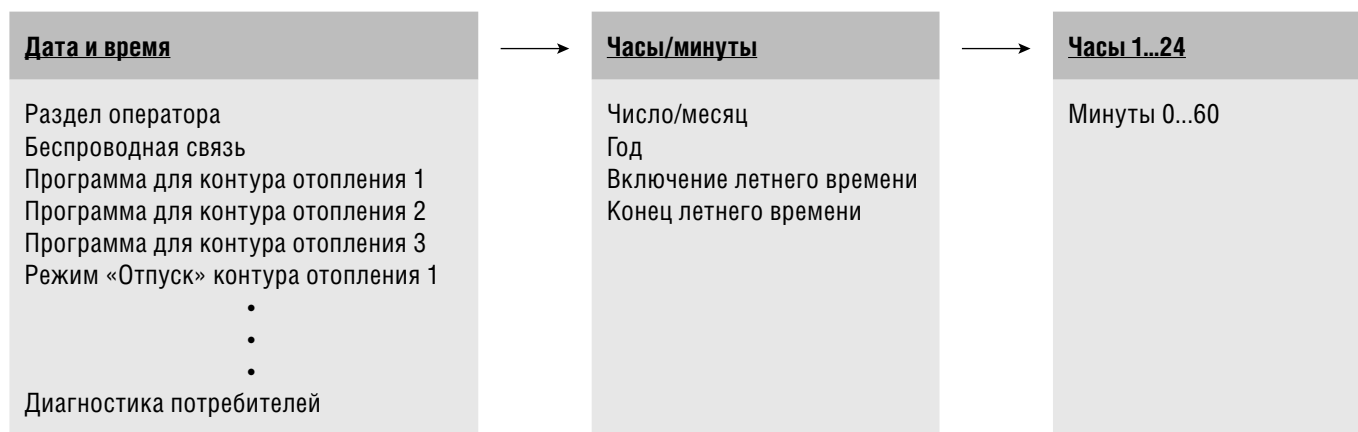 Дата и время
Раздел оператора
Беспроводная связь
Программа для контура отопления 1
Программа для контура отопления 2
Программа для контура отопления 3
Режим «Отпуск» контура отопления 1
•
•
•
Диагностика потребителей
Часы/минуты
Число/месяц
Год
Включение летнего времени
Конец летнего времени
Часы 1...24
Минуты 0...60